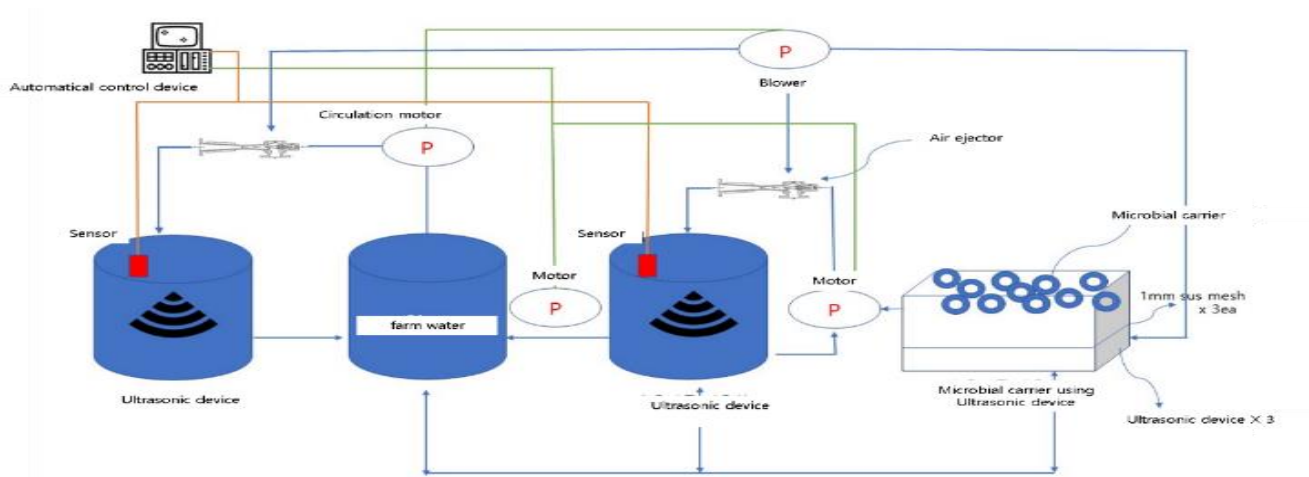 P
Blower
Automatical control device
Circulation motor
P
Air ejector
Microbial carrier
Sensor
Sensor
Motor
P
Motor
P
1mm sus mesh
x 3ea
farm water
Ultrasonic device
Ultrasonic device
Microbial carrier using
Ultrasonic device
Ultrasonic device X 3